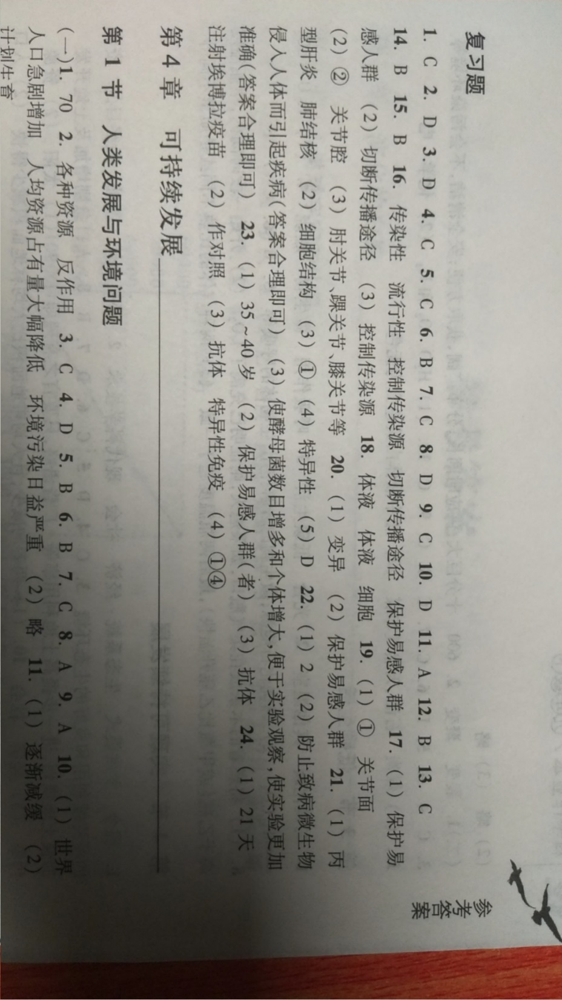 参考答案
复习题
1. C 2. D 3. D 4. C 5. C 6. B 7. C 8. D 9. C 10. D 11. A 12. B 13. C
14. B 15. B 16. 传染性 流行性 控制传染源 切断传播途径 保护易感人群 17. (1) 保护易
感人群 (2) 切断传播途径 (3) 控制传染源 18. 体液 体液 细胞 19. (1) ① 关节面
(2) ② 关节腔 (3) 肘关节、踝关节、膝关节等 20. (1) 变异 (2) 保护易感人群 21. (1) 丙
型肝炎 肺结核 (2) 细胞结构 (3) ① (4) 特异性 (5) D 22. (1) 2 (2) 防止致病微生物
侵入人体而引起疾病(答案合理即可) (3) 使酵母菌数目增多和个体增大,便于实验观察,使实验更加
准确(答案合理即可) 23. (1) 35~40 岁 (2) 保护易感人群(者) (3) 抗体 24. (1) 21 天
注射埃博拉疫苗 (2) 作对照 (3) 抗体 特异性免疫 (4) ①④
第 4 章 可持续发展
第 1 节 人类发展与环境问题
(一)1. 70 2. 各种资源 反作用 3. C 4. D 5. B 6. B 7. C 8. A 9. A 10. (1) 世界
人口急剧增加 人均资源占有量大幅降低 环境污染日益严重 (2) 略 11. (1) 逐渐减缓 (2)
计划生育